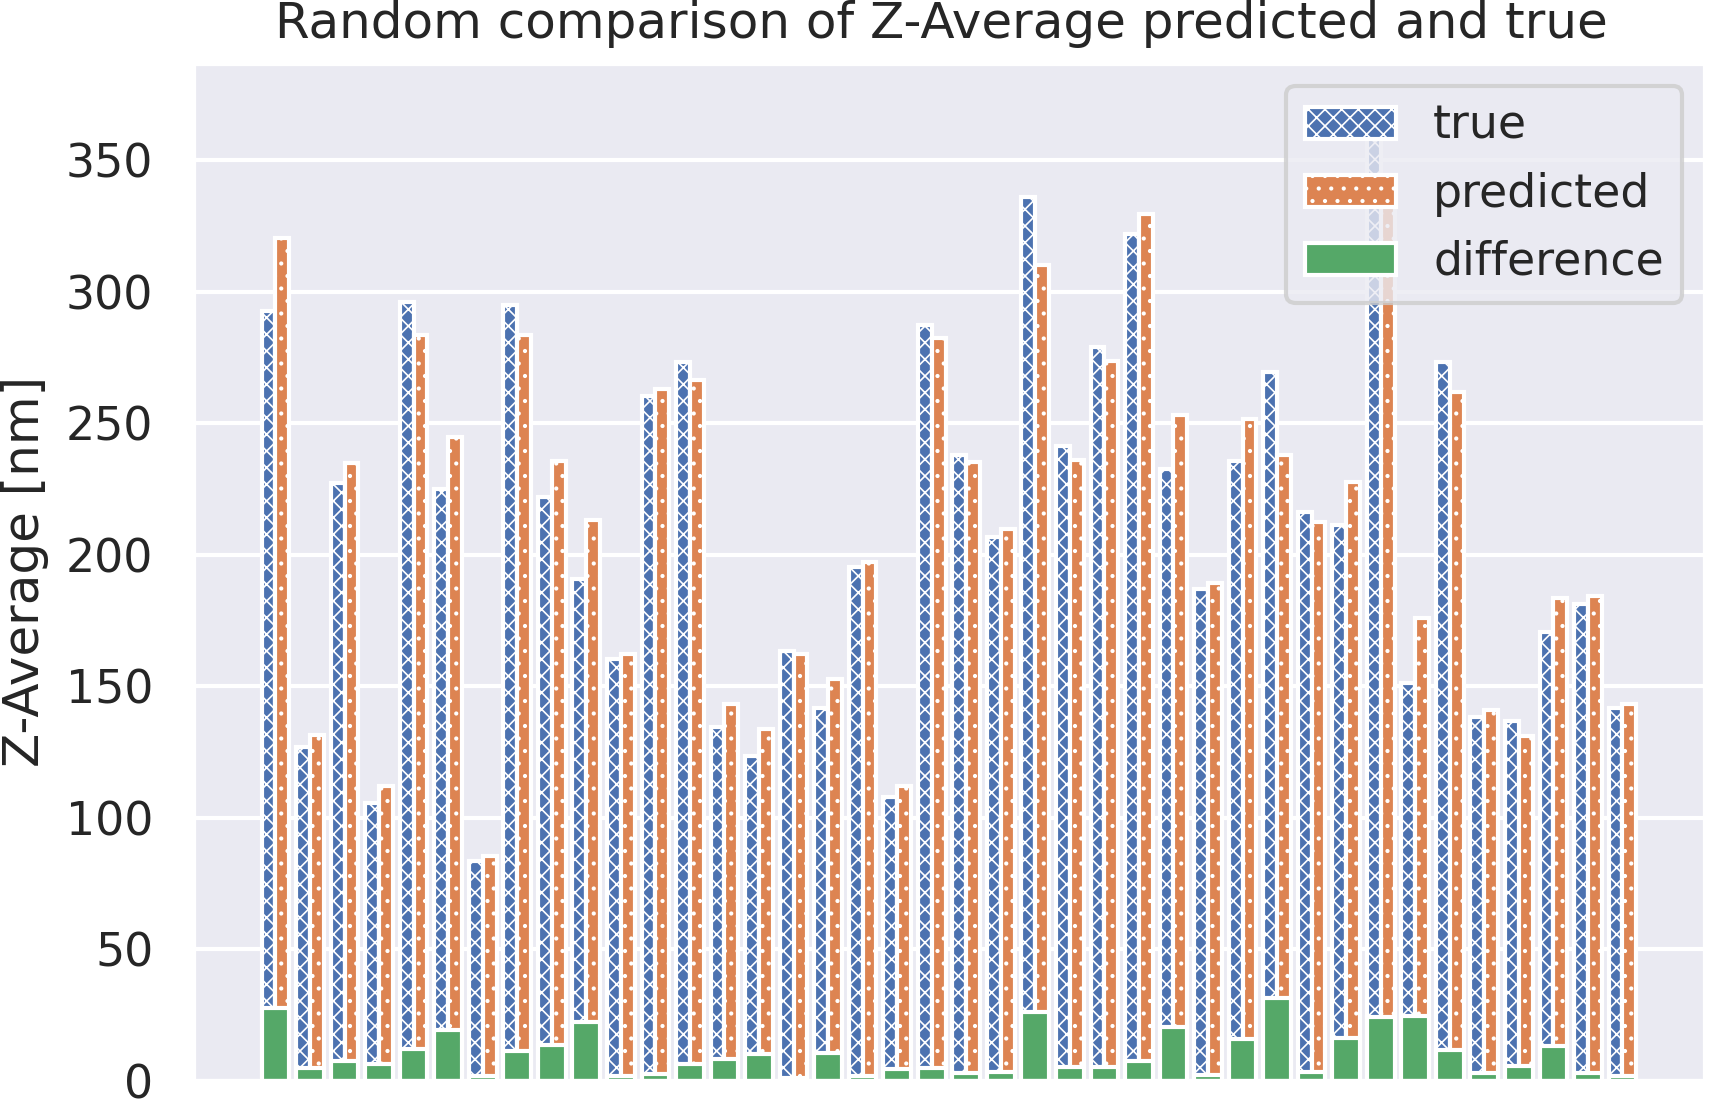 Random comparison of Z-Average predicted and true
Z-Average [nm]
350
300
250
200
150
100
50
0
true
predicted
difference